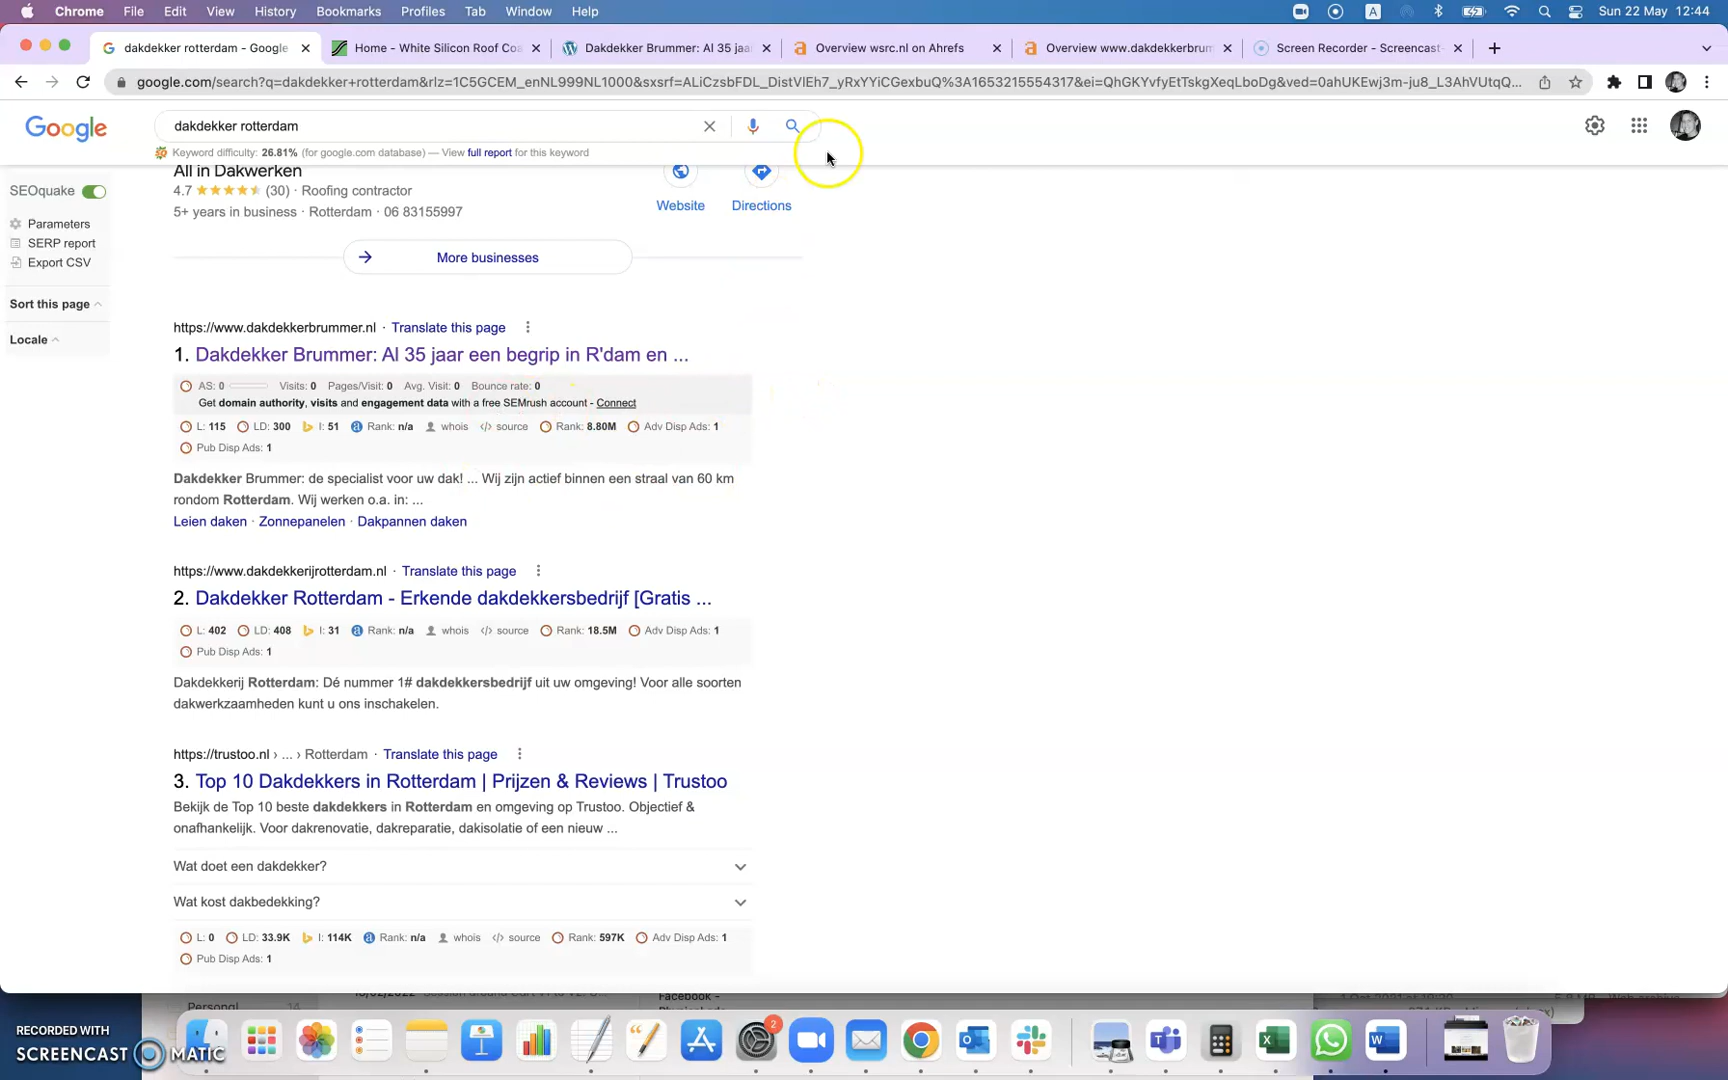 Chrome File Edit View History Bookmarks Profiles Tab Window Help A Sun 22 May 12:44
dakdekker rotterdam - Google Home - White Silicon Roof Coa Dakdekker Brummer: Al 35 jaa Overview wsrc.nl on Ahrefs Overview www.dakdekkerbrum Screen Recorder - Screencast-
google.com/search?q=dakdekker+rotterdam&rlz=1C5GCEM_enNL999NL1000&sxsrf=ALiCzsbFDL_DistVlEh7_yRxYYiCGexbuQ%3A1653215554317&ei=QhGKYvfyEtTskgXeqLboDg&ved=0ahUKEwj3m-ju8_L3AhVUtqQ...
Google dakdekker rotterdam
Keyword difficulty: 26.81% (for google.com database) — View full report for this keyword
SEOquake
Parameters
SERP report
Export CSV
Sort this page
Locale
All in Dakwerken
4.7 (30) · Roofing contractor
5+ years in business · Rotterdam · 06 83155997
Website Directions
More businesses
https://www.dakdekkerbrummer.nl · Translate this page
1. Dakdekker Brummer: Al 35 jaar een begrip in R'dam en ...
AS: 0 Visits: 0 Pages/Visit: 0 Avg. Visit: 0 Bounce rate: 0
Get domain authority, visits and engagement data with a free SEMrush account - Connect
L: 115 LD: 300 I: 51 Rank: n/a whois source Rank: 8.80M Adv Disp Ads: 1
Pub Disp Ads: 1
Dakdekker Brummer: de specialist voor uw dak! ... Wij zijn actief binnen een straal van 60 km
rondom Rotterdam. Wij werken o.a. in: ...
Leien daken · Zonnepanelen · Dakpannen daken
https://www.dakdekkerijrotterdam.nl · Translate this page
2. Dakdekker Rotterdam - Erkende dakdekkersbedrijf [Gratis ...
L: 402 LD: 408 I: 31 Rank: n/a whois source Rank: 18.5M Adv Disp Ads: 1
Pub Disp Ads: 1
Dakdekkerij Rotterdam: Dé nummer 1# dakdekkersbedrijf uit uw omgeving! Voor alle soorten
dakwerkzaamheden kunt u ons inschakelen.
https://trustoo.nl › ... › Rotterdam · Translate this page
3. Top 10 Dakdekkers in Rotterdam | Prijzen & Reviews | Trustoo
Bekijk de Top 10 beste dakdekkers in Rotterdam en omgeving op Trustoo. Objectief &
onafhankelijk. Voor dakrenovatie, dakreparatie, dakisolatie of een nieuw ...
Wat doet een dakdekker?
Wat kost dakbedekking?
L: 0 LD: 33.9K I: 114K Rank: n/a whois source Rank: 597K Adv Disp Ads: 1
Pub Disp Ads: 1
Facebook -
RECORDED WITH
SCREENCAST MATIC
2